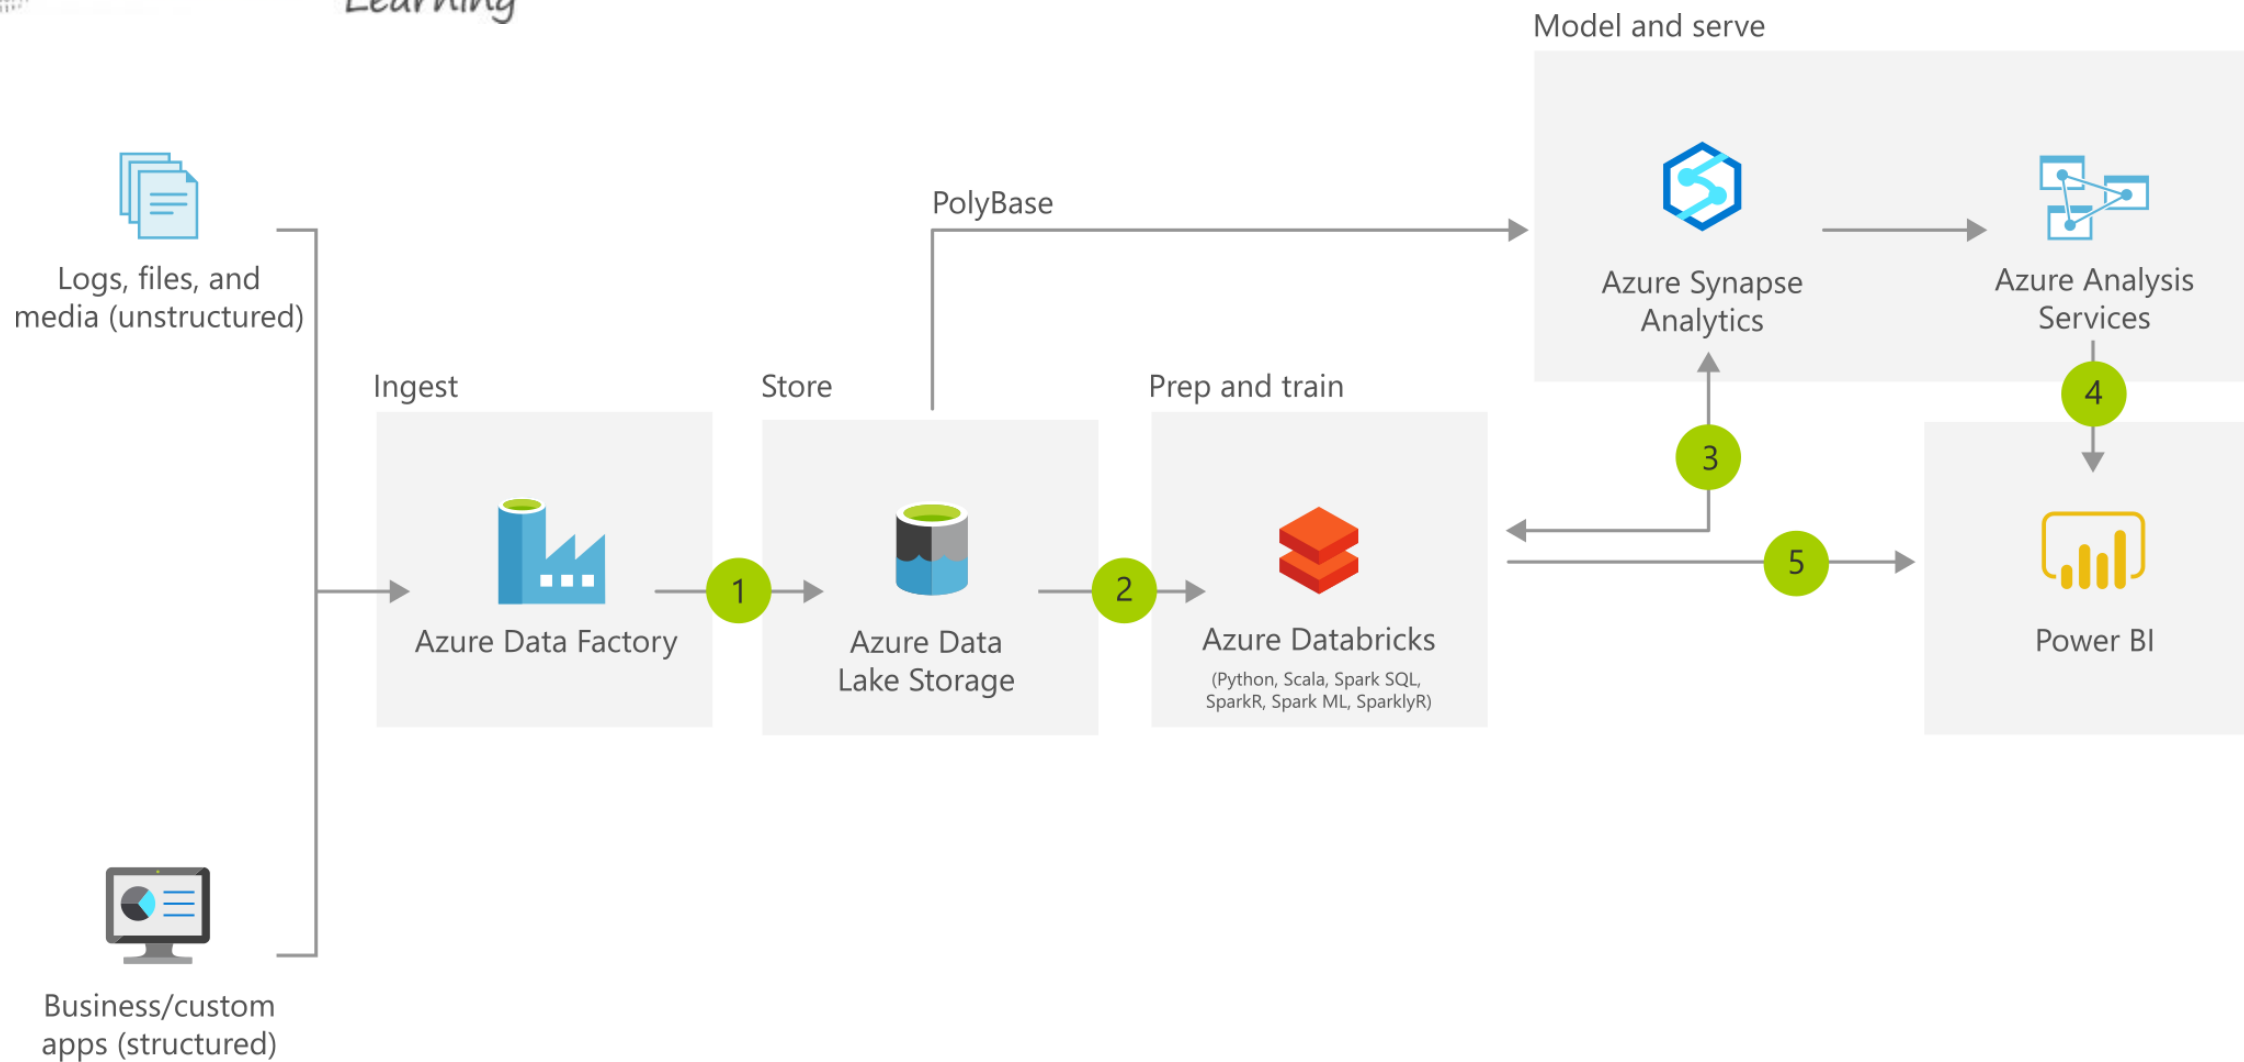 Learning
Model and serve
Logs, files, and
media (unstructured)
PolyBase
Azure Synapse
Analytics
Azure Analysis
Services
Ingest
Store
Prep and train
4
3
1
2
5
Azure Data Factory
Azure Data
Lake Storage
Azure Databricks
(Python, Scala, Spark SQL,
SparkR, Spark ML, SparklyR)
Power BI
Business/custom
apps (structured)